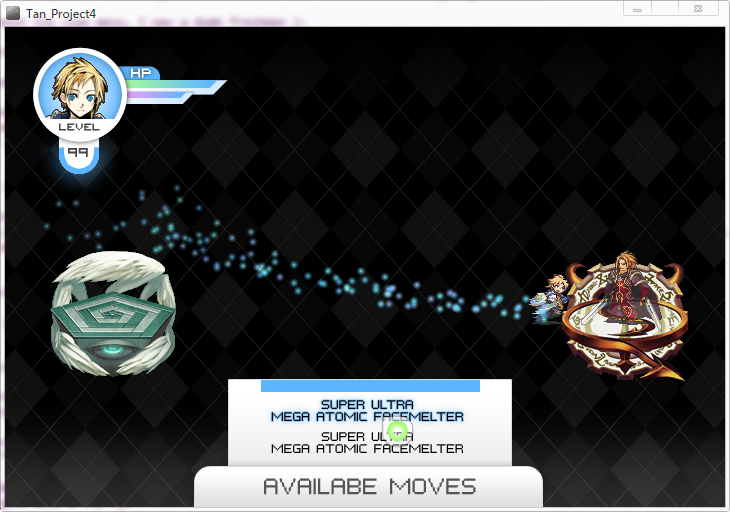 Tan_Project4
HP
LEVEL
99
SUPER ULTRA
MEGA ATOMIC FACEMELTER
SUPER ULTRA
MEGA ATOMIC FACEMELTER
AVAILABE MOVES